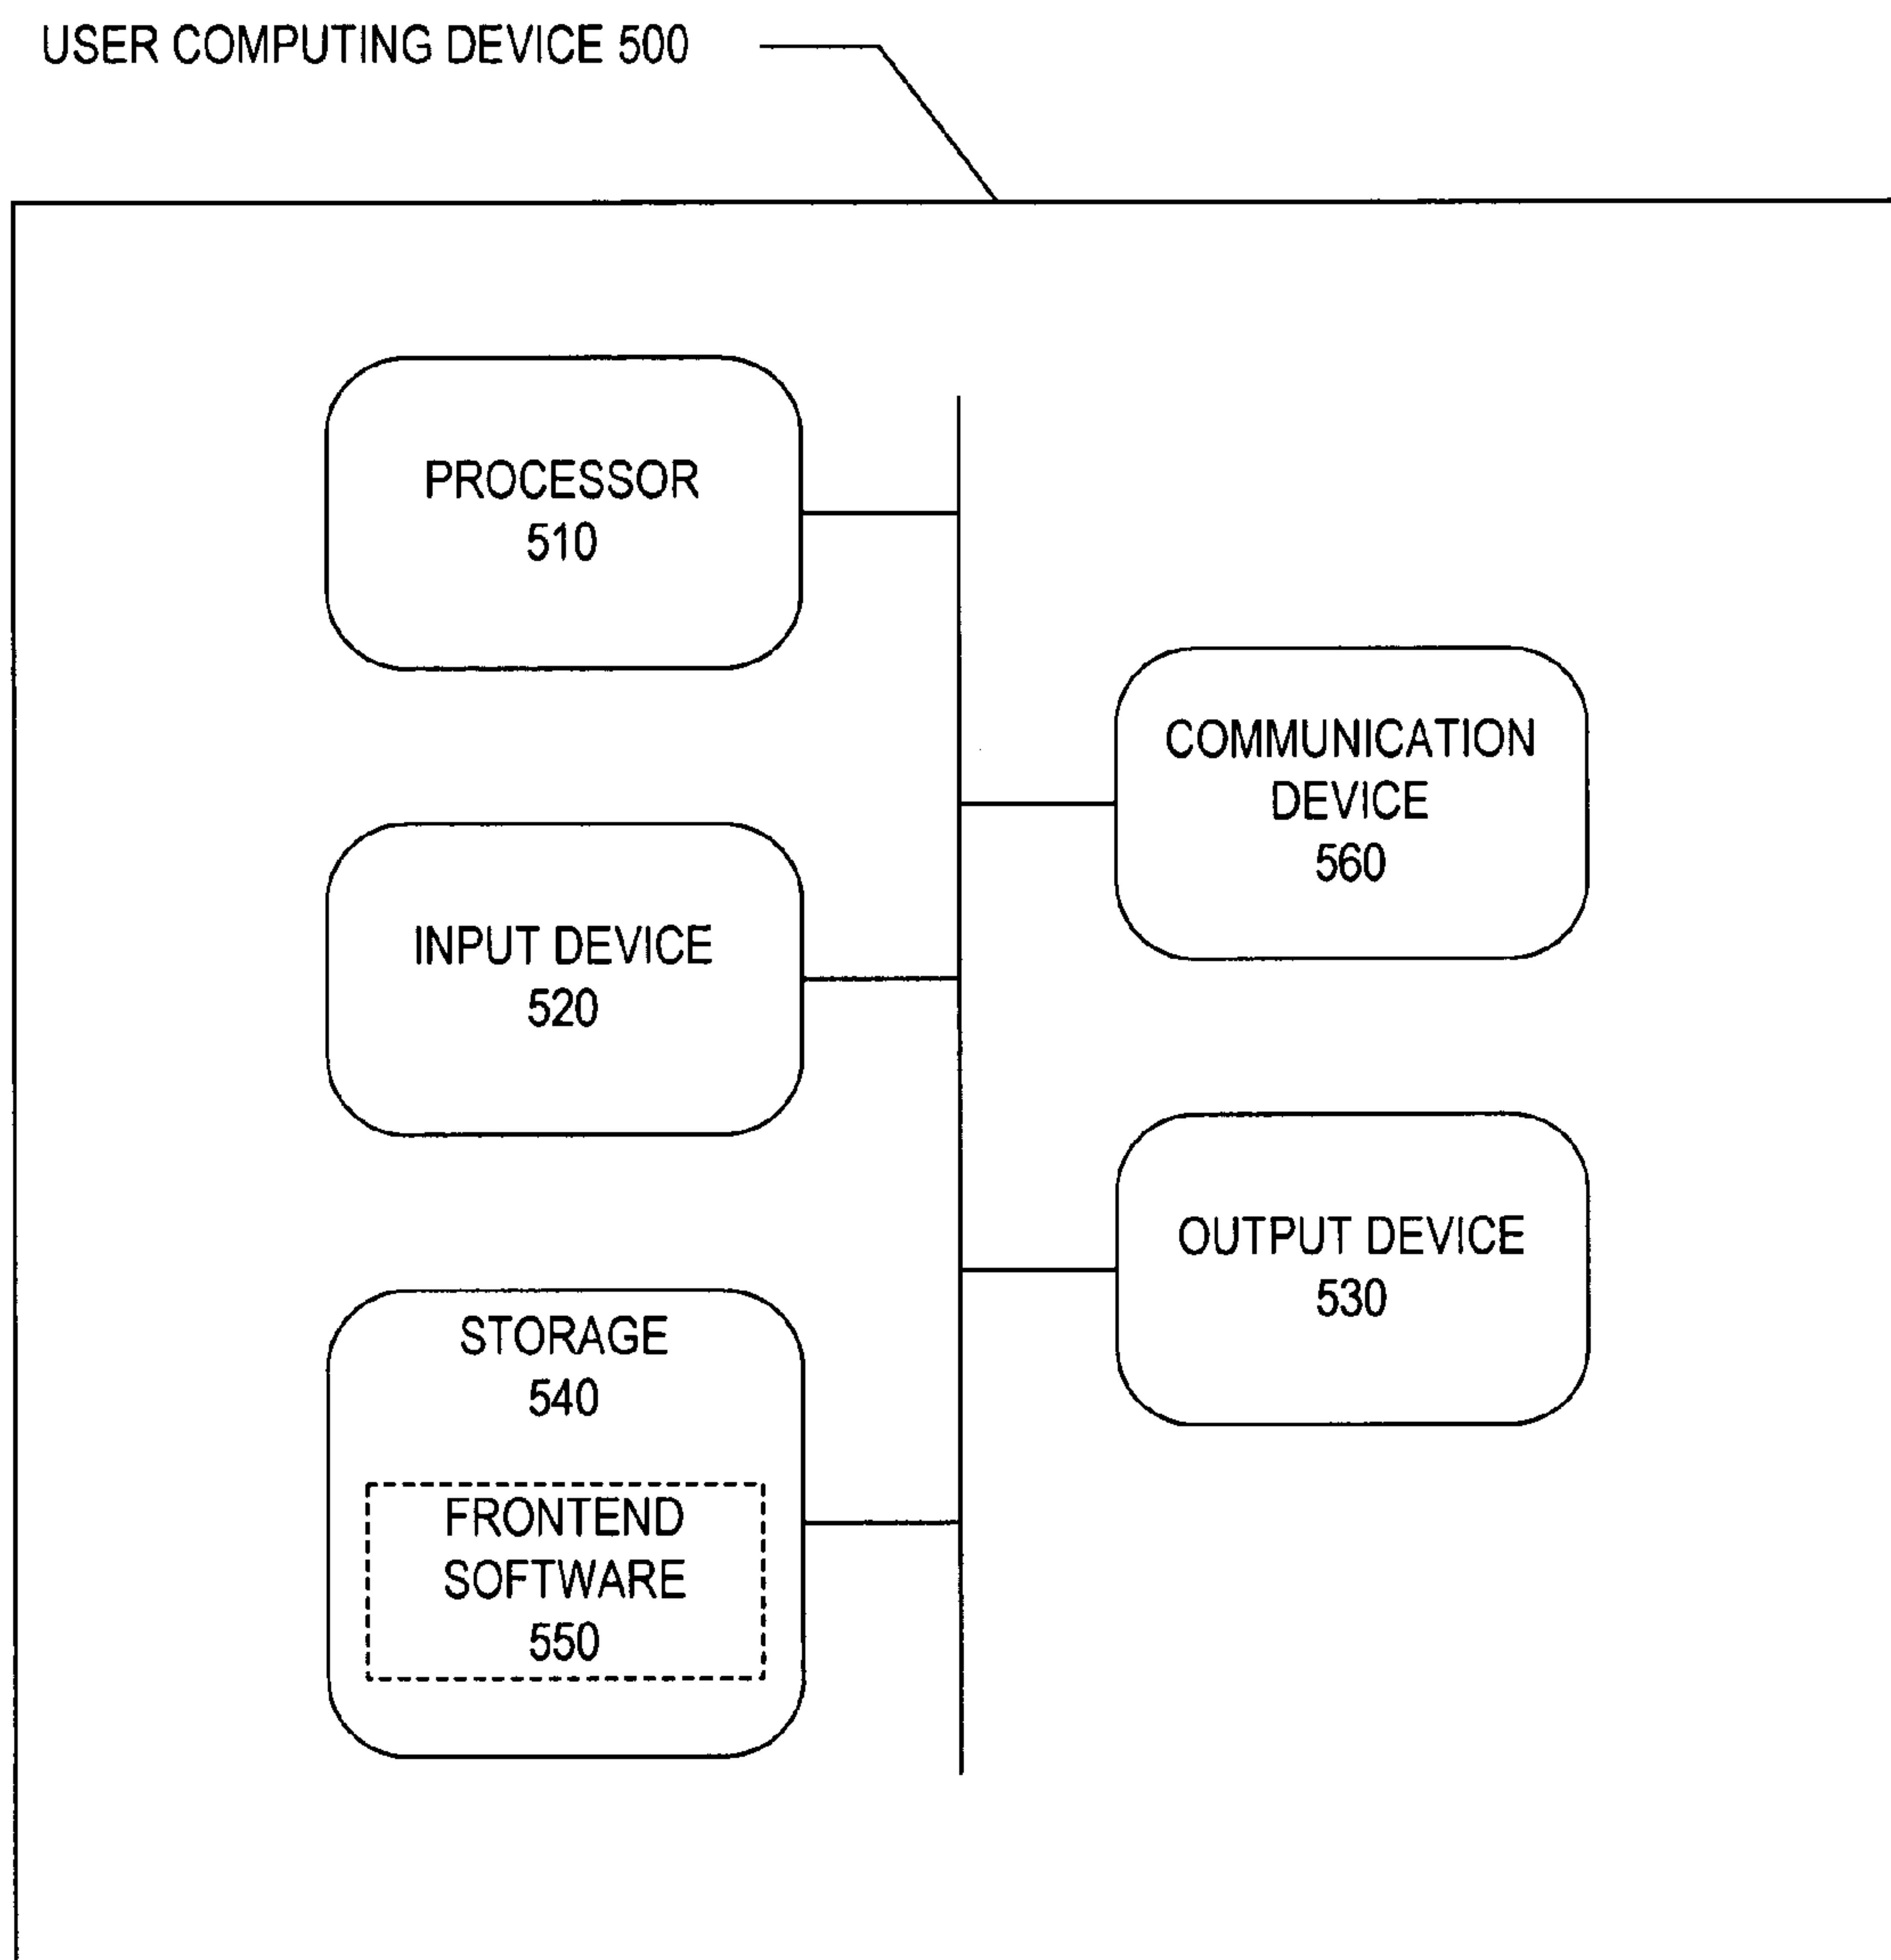 USER COMPUTING DEVICE 500
PROCESSOR
510
COMMUNICATION
DEVICE
560
INPUT DEVICE
520
OUTPUT DEVICE
530
STORAGE
540
FRONTEND
SOFTWARE
550